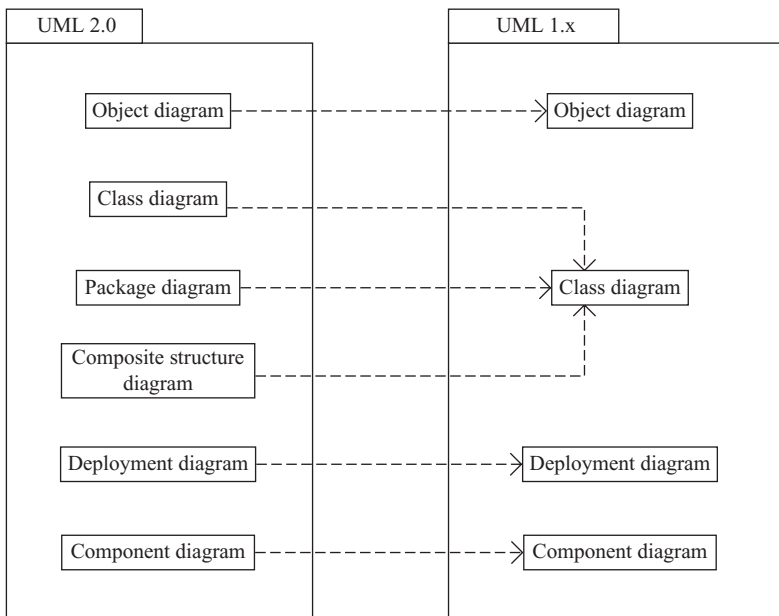 UML 2.0
UML 1.x
Object diagram
Object diagram
Class diagram
Package diagram
Class diagram
Composite structure
diagram
Deployment diagram
Deployment diagram
Component diagram
Component diagram